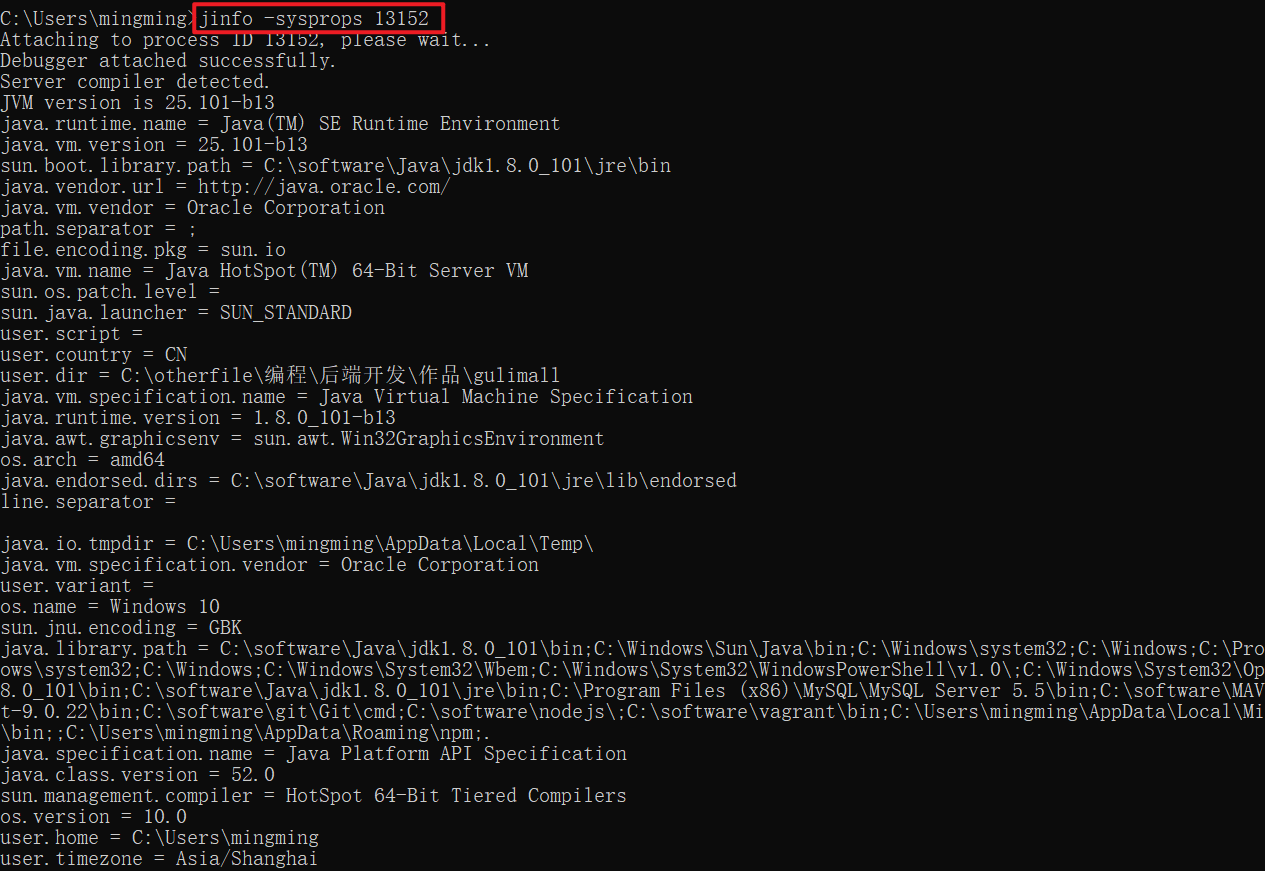 C:\Users\mingming>jinfo -sysprops 13152
Attaching to process ID 13152, please wait...
Debugger attached successfully.
Server compiler detected.
JVM version is 25.101-b13
java.runtime.name = Java(TM) SE Runtime Environment
java.vm.version = 25.101-b13
sun.boot.library.path = C:\software\Java\jdk1.8.0_101\jre\bin
java.vendor.url = http://java.oracle.com/
java.vm.vendor = Oracle Corporation
path.separator = ;
file.encoding.pkg = sun.io
java.vm.name = Java HotSpot(TM) 64-Bit Server VM
sun.os.patch.level =
sun.java.launcher = SUN_STANDARD
user.script =
user.country = CN
user.dir = C:\otherfile\编程\后端开发\作品\gulimall
java.vm.specification.name = Java Virtual Machine Specification
java.runtime.version = 1.8.0_101-b13
java.awt.graphicsenv = sun.awt.Win32GraphicsEnvironment
os.arch = amd64
java.endorsed.dirs = C:\software\Java\jdk1.8.0_101\jre\lib\endorsed
line.separator =
java.io.tmpdir = C:\Users\mingming\AppData\Local\Temp\
java.vm.specification.vendor = Oracle Corporation
user.variant =
os.name = Windows 10
sun.jnu.encoding = GBK
java.library.path = C:\software\Java\jdk1.8.0_101\bin;C:\Windows\Sun\Java\bin;C:\Windows\system32;C:\Windows;C:\Pro
ows\system32;C:\Windows;C:\Windows\System32\Wbem;C:\Windows\System32\WindowsPowerShell\v1.0\;C:\Windows\System32\Op
8.0_101\bin;C:\software\Java\jdk1.8.0_101\jre\bin;C:\Program Files (x86)\MySQL\MySQL Server 5.5\bin;C:\software\MAV
t-9.0.22\bin;C:\software\git\Git\cmd;C:\software\nodejs\;C:\software\vagrant\bin;C:\Users\mingming\AppData\Local\Mi
\bin;;C:\Users\mingming\AppData\Roaming\npm;.
java.specification.name = Java Platform API Specification
java.class.version = 52.0
sun.management.compiler = HotSpot 64-Bit Tiered Compilers
os.version = 10.0
user.home = C:\Users\mingming
user.timezone = Asia/Shanghai